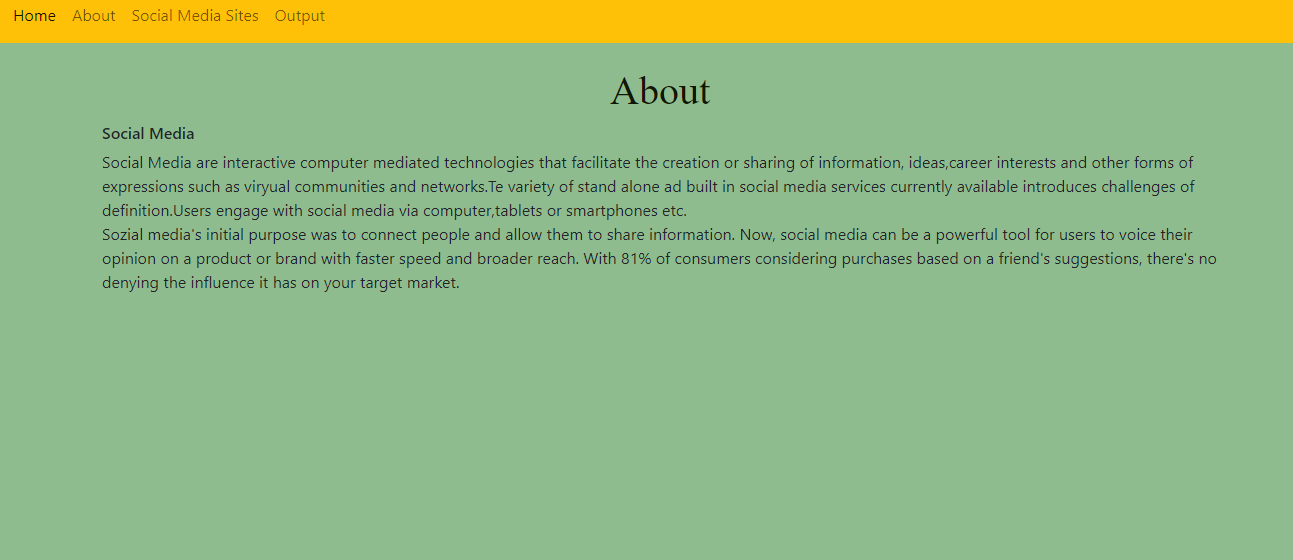 Home About Social Media Sites Output
About
Social Media
Social Media are interactive computer mediated technologies that facilitate the creation or sharing of information, ideas,career interests and other forms of
expressions such as viryual communities and networks.Te variety of stand alone ad built in social media services currently available introduces challenges of
definition.Users engage with social media via computer,tablets or smartphones etc.
Sozial media's initial purpose was to connect people and allow them to share information. Now, social media can be a powerful tool for users to voice their
opinion on a product or brand with faster speed and broader reach. With 81% of consumers considering purchases based on a friend's suggestions, there's no
denying the influence it has on your target market.